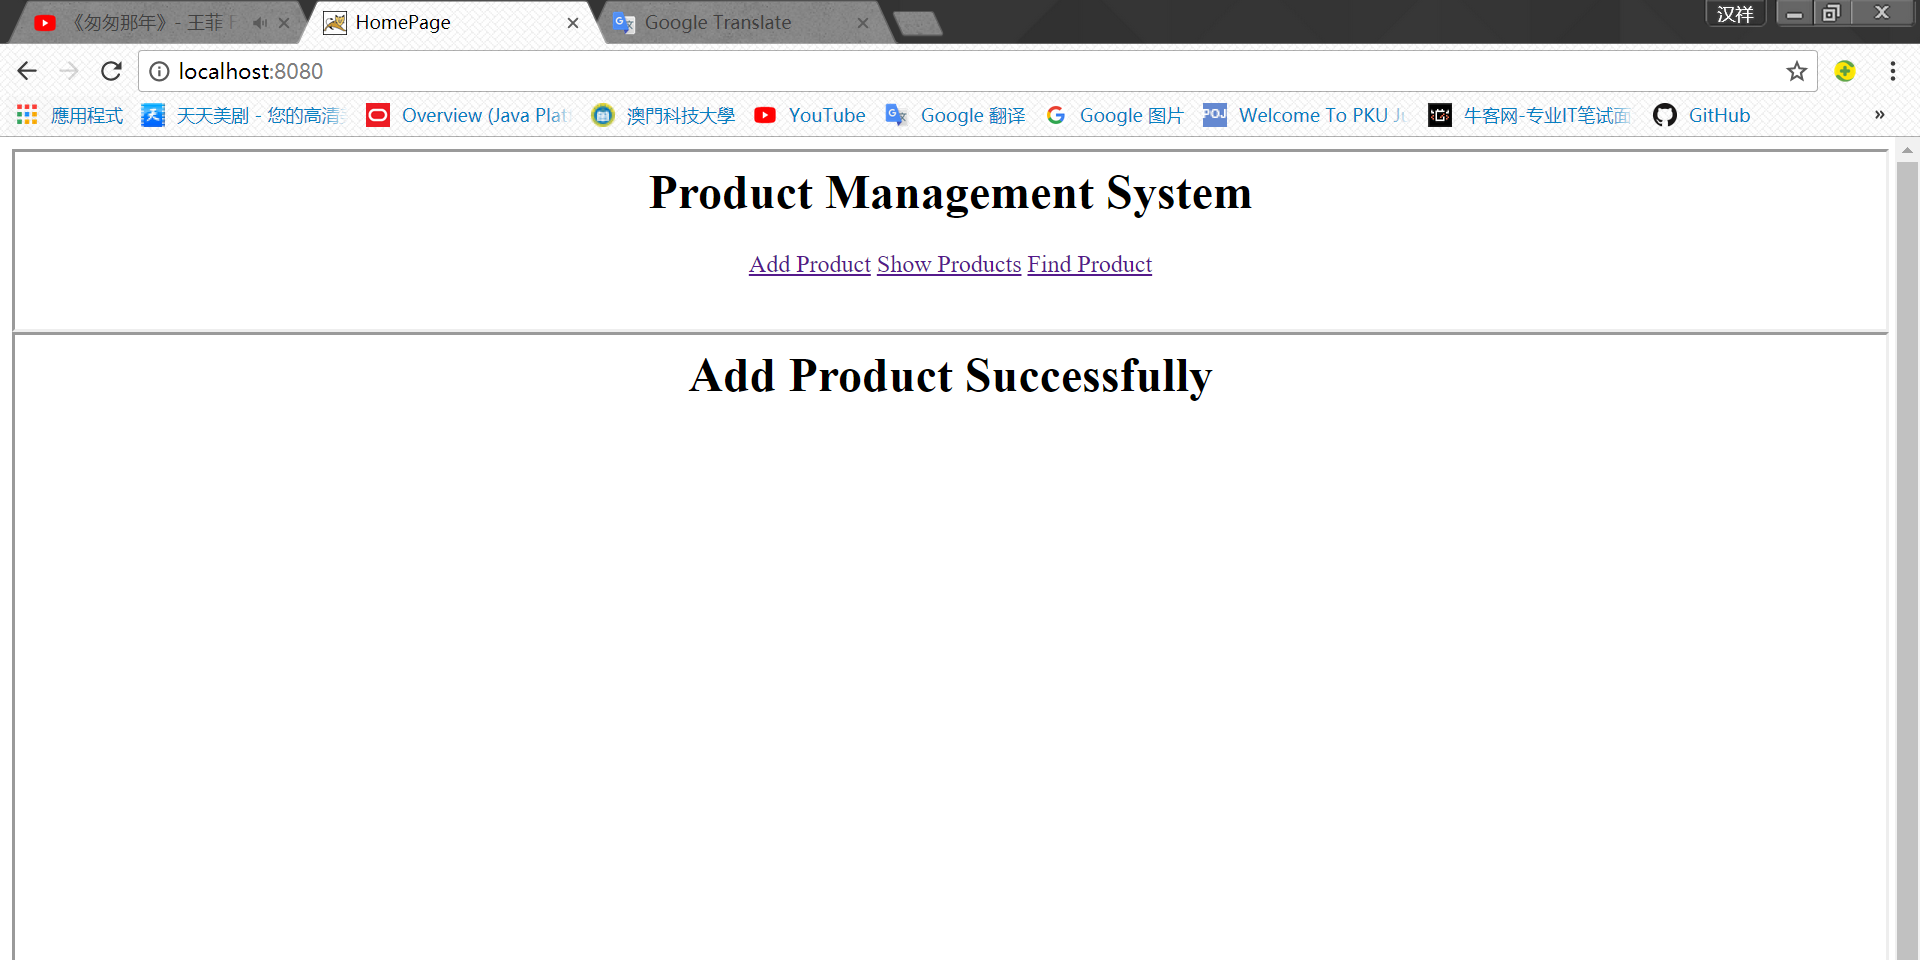 《匆匆那年》- 王菲 F
HomePage
Google Translate
汉祥
localhost:8080
應用程式
天天美剧 - 您的高清
Overview (Java Plat
澳門科技大學
YouTube
Google 翻译
Google 图片
POJ
Welcome To PKU Ju
牛客网-专业IT笔试面
GitHub
»
Product Management System
Add Product Show Products Find Product
Add Product Successfully